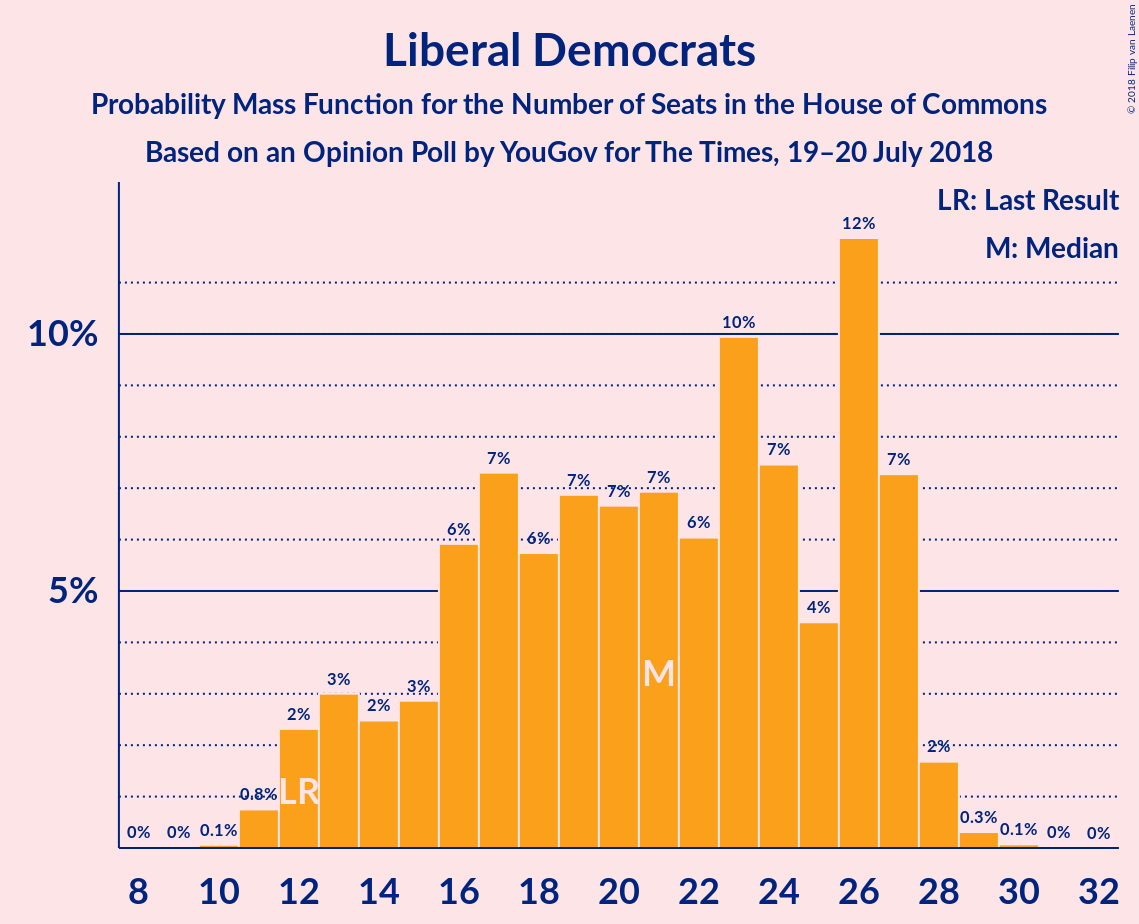 Liberal Democrats
Probability Mass Function for the Number of Seats in the House of Commons
Based on an Opinion Poll by YouGov for The Times, 19–20 July 2018
© 2018 Filip van Laenen
LR: Last Result
M: Median
10%
5%
0% 0% 0.1% 0.8% 2% 3% 2% 3% 6% 7% 6% 7% 7% 7% 6% 10% 7% 4% 12% 7% 2% 0.3% 0.1% 0% 0%
LR M
8 10 12 14 16 18 20 22 24 26 28 30 32